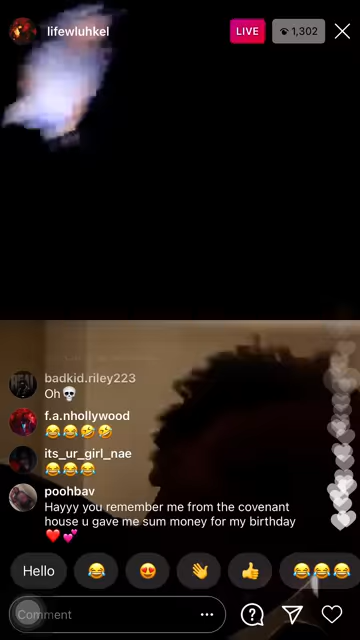 lifewluhkel
LIVE
1,302
badkid.riley223
Oh💀
f.a.nhollywood
😂😂🤣🤣
its_ur_girl_nae
😂😂😂
poohbav
Hayyy you remember me from the covenant
house u gave me sum money for my birthday
❤️💕
Hello
😂
😍
👋
👍
😂😂😂
Comment